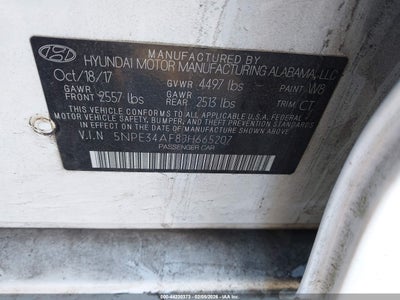 MANUFACTURED BY
HYUNDAI MOTOR MANUFACTURING ALABAMA, LLC
Oct/18/17 GVWR 4497 lbs PAINT W8
GAWR FRONT 2557 lbs GAWR REAR 2513 lbs TRIM CT
THIS VEHICLE CONFORMS TO ALL APPLICABLE U.S. FEDERAL
MOTOR VEHICLE SAFETY, BUMPER, AND THEFT PREVENTION
STANDARDS IN EFFECT ON THE DATE OF MANUFACTURE SHOWN ABOVE.
V.I.N 5NPE34AF8JH665207
PASSENGER CAR